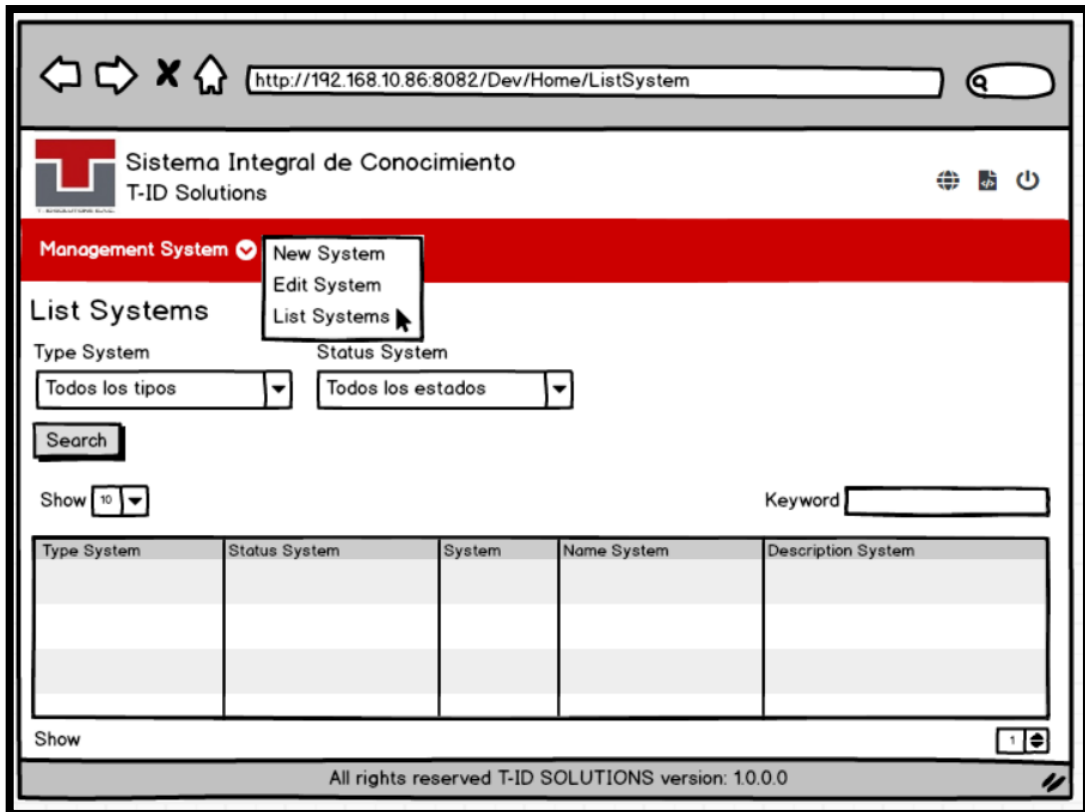 http://192.168.10.86:8082/Dev/Home/ListSystem
Sistema Integral de Conocimiento
T-ID Solutions
Management System
New System
Edit System
List Systems
List Systems
Type System
Status System
Todos los tipos
Todos los estados
Search
Show 10
Keyword
Type System
Status System
System
Name System
Description System
Show
1
All rights reserved T-ID SOLUTIONS version: 1.0.0.0